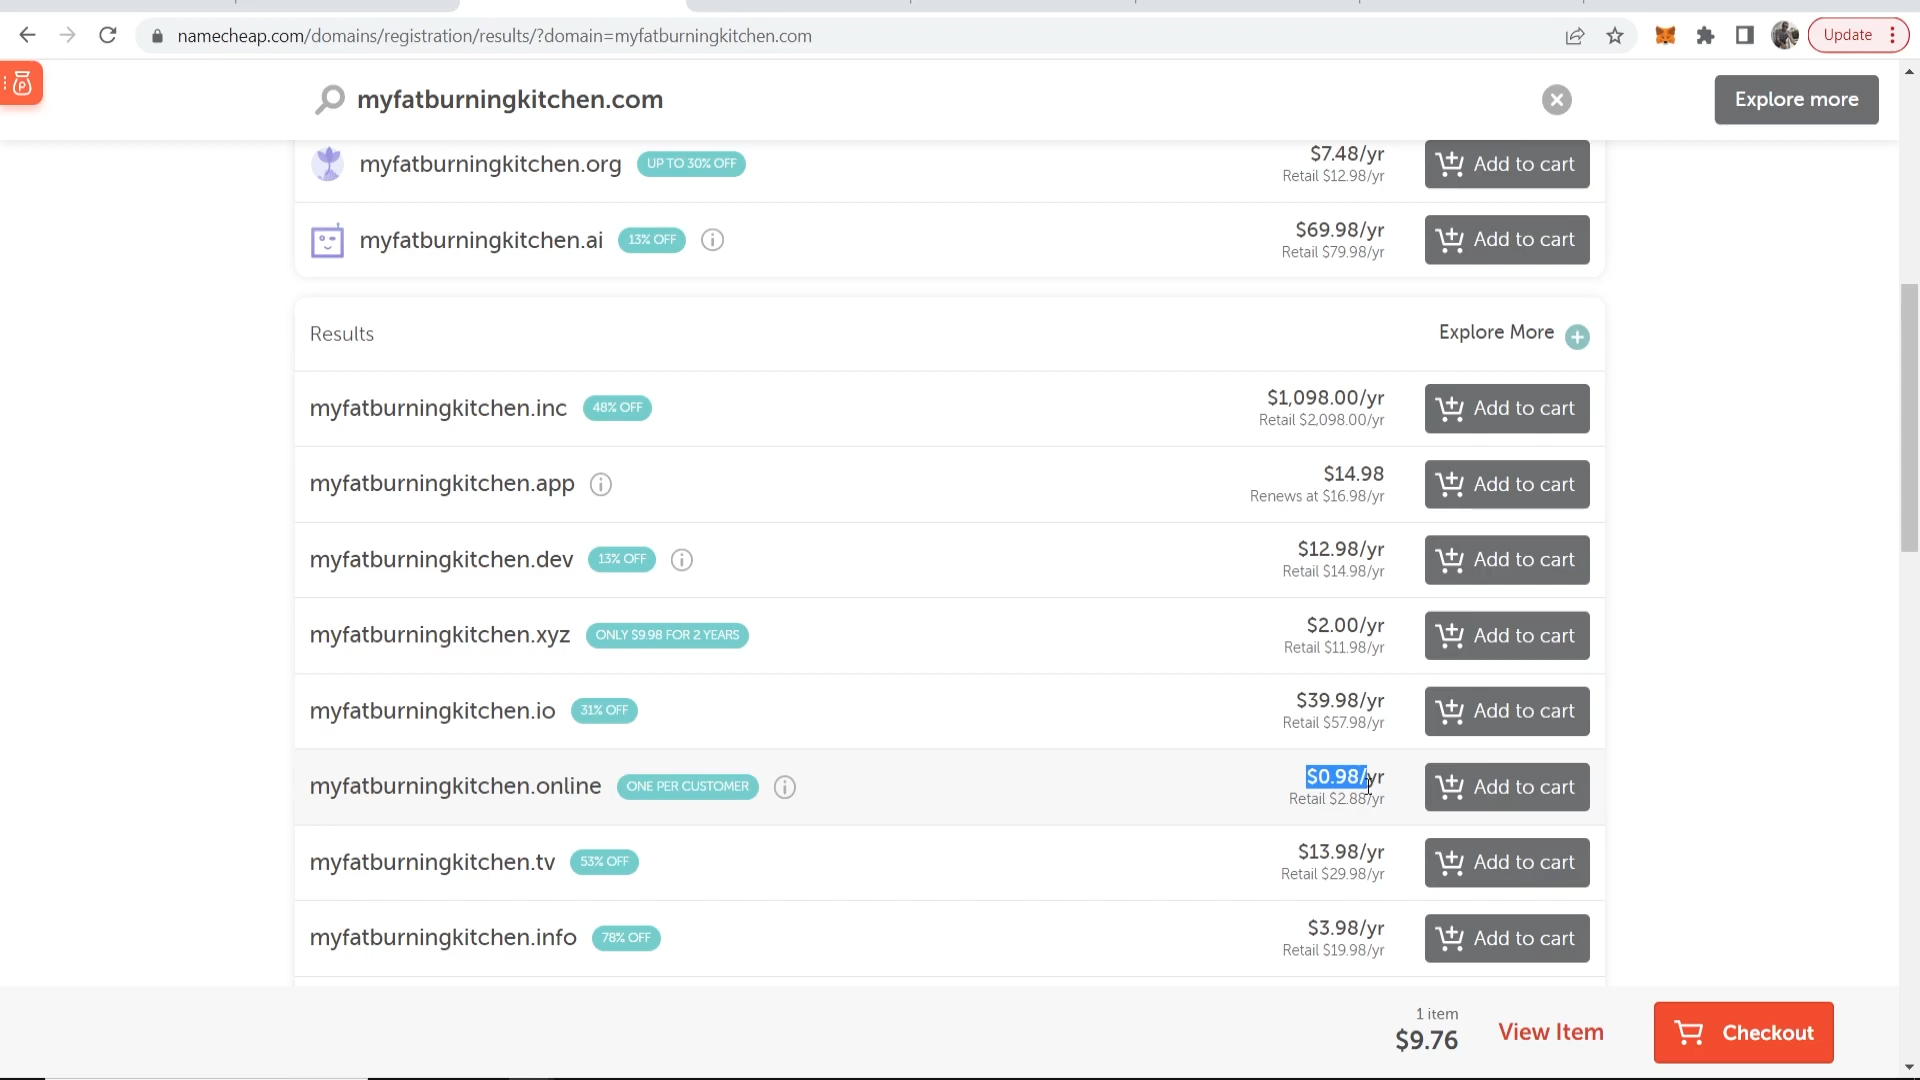 namecheap.com/domains/registration/results/?domain=myfatburningkitchen.com
Update
myfatburningkitchen.com
Explore more
myfatburningkitchen.org UP TO 30% OFF $7.48/yr Add to cart
Retail $12.98/yr
myfatburningkitchen.ai 13% OFF $69.98/yr Add to cart
Retail $79.98/yr
Results Explore More
myfatburningkitchen.inc 48% OFF $1,098.00/yr Add to cart
Retail $2,098.00/yr
myfatburningkitchen.app $14.98 Add to cart
Renews at $16.98/yr
myfatburningkitchen.dev 13% OFF $12.98/yr Add to cart
Retail $14.98/yr
myfatburningkitchen.xyz ONLY $9.98 FOR 2 YEARS $2.00/yr Add to cart
Retail $11.98/yr
myfatburningkitchen.io 31% OFF $39.98/yr Add to cart
Retail $57.98/yr
myfatburningkitchen.online ONE PER CUSTOMER $0.98/yr Add to cart
Retail $2.88/yr
myfatburningkitchen.tv 53% OFF $13.98/yr Add to cart
Retail $29.98/yr
myfatburningkitchen.info 78% OFF $3.98/yr Add to cart
Retail $19.98/yr
1 item
$9.76
View Item
Checkout